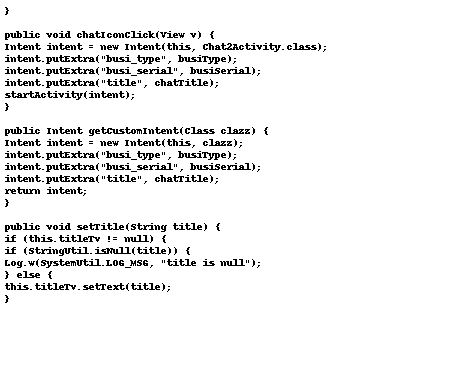 }
public void chatIconClick(View v) {
Intent intent = new Intent(this, Chat2Activity.class);
intent.putExtra("busi_type", busiType);
intent.putExtra("busi_serial", busiSerial);
intent.putExtra("title", chatTitle);
startActivity(intent);
}
public Intent getCustomIntent(Class clazz) {
Intent intent = new Intent(this, clazz);
intent.putExtra("busi_type", busiType);
intent.putExtra("busi_serial", busiSerial);
intent.putExtra("title", chatTitle);
return intent;
}
public void setTitle(String title) {
if (this.titleTv != null) {
if (StringUtil.isNull(title)) {
Log.w(SystemUtil.LOG_MSG, "title is null");
} else {
this.titleTv.setText(title);
}